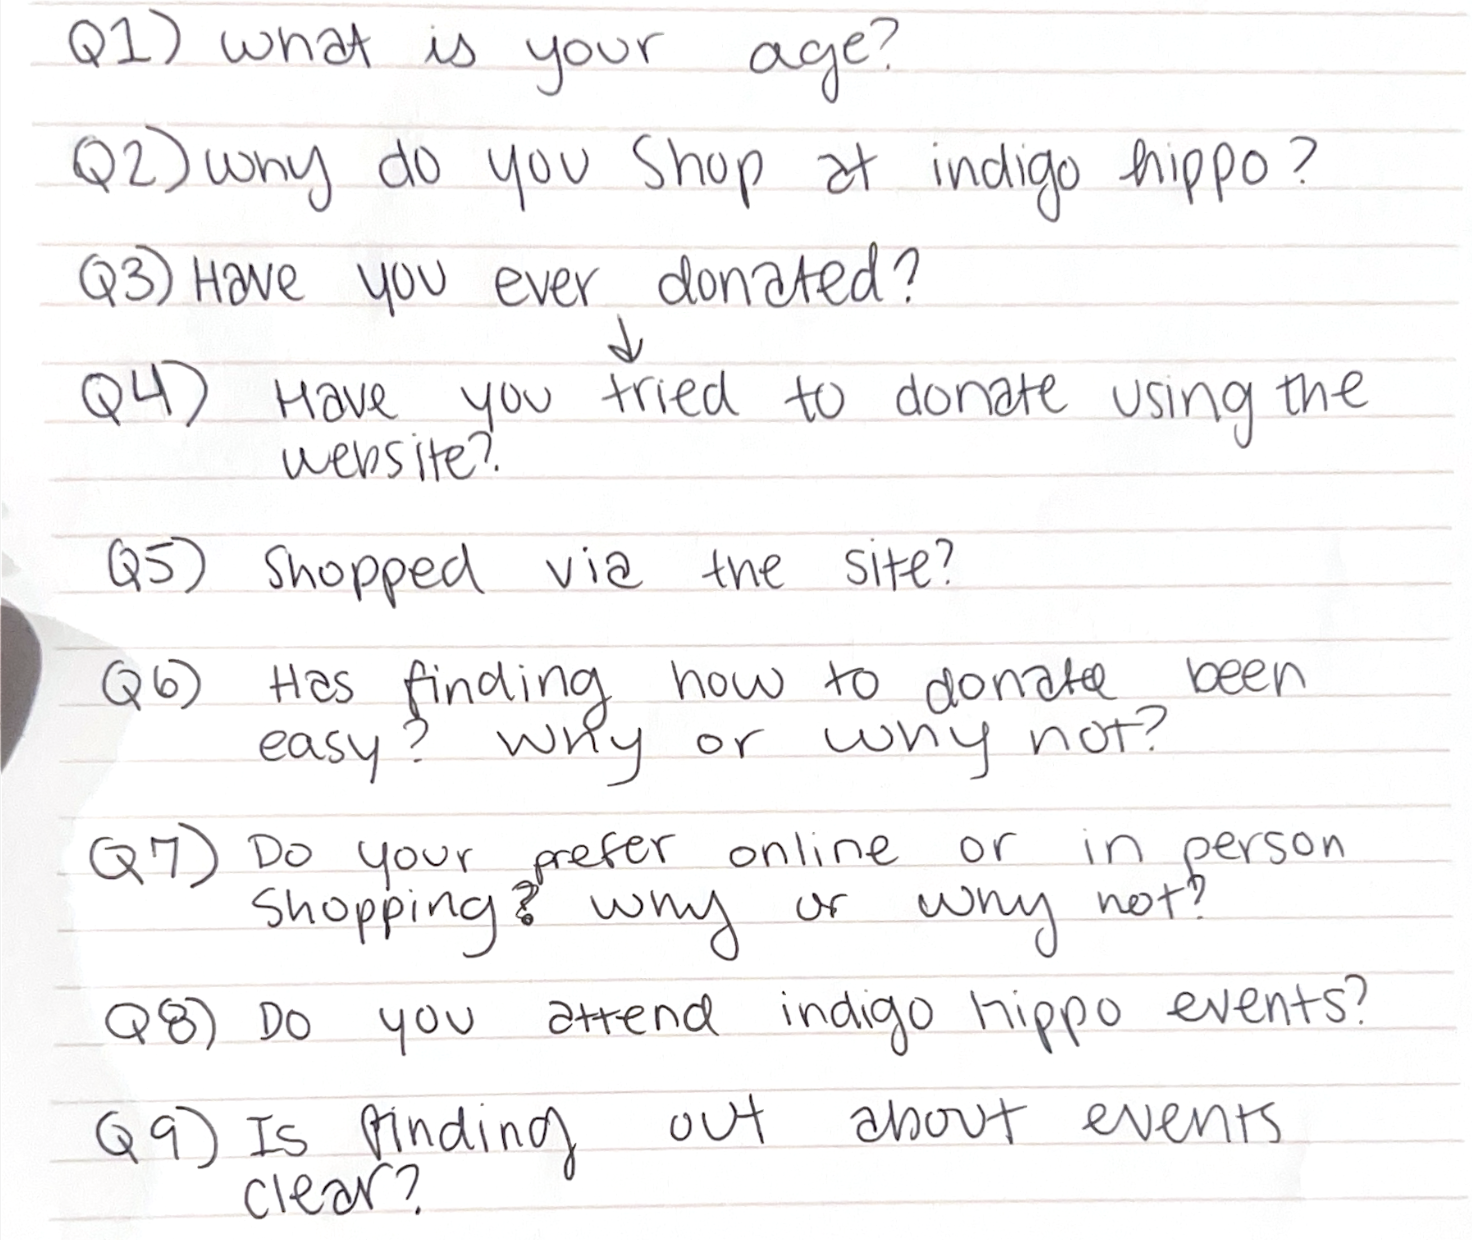 Q1) what is your age?
Q2) why do you Shop at indigo hippo?
Q3) Have you ever donated?
↓
Q4) Have you tried to donate using the
website?
Q5) Shopped via the site?
Q6) Has finding how to donate been
easy? Why or why not?
Q7) Do your prefer online or in person
Shopping? why or why not?
Q8) Do you attend indigo hippo events?
Q9) Is finding out about events
clear?